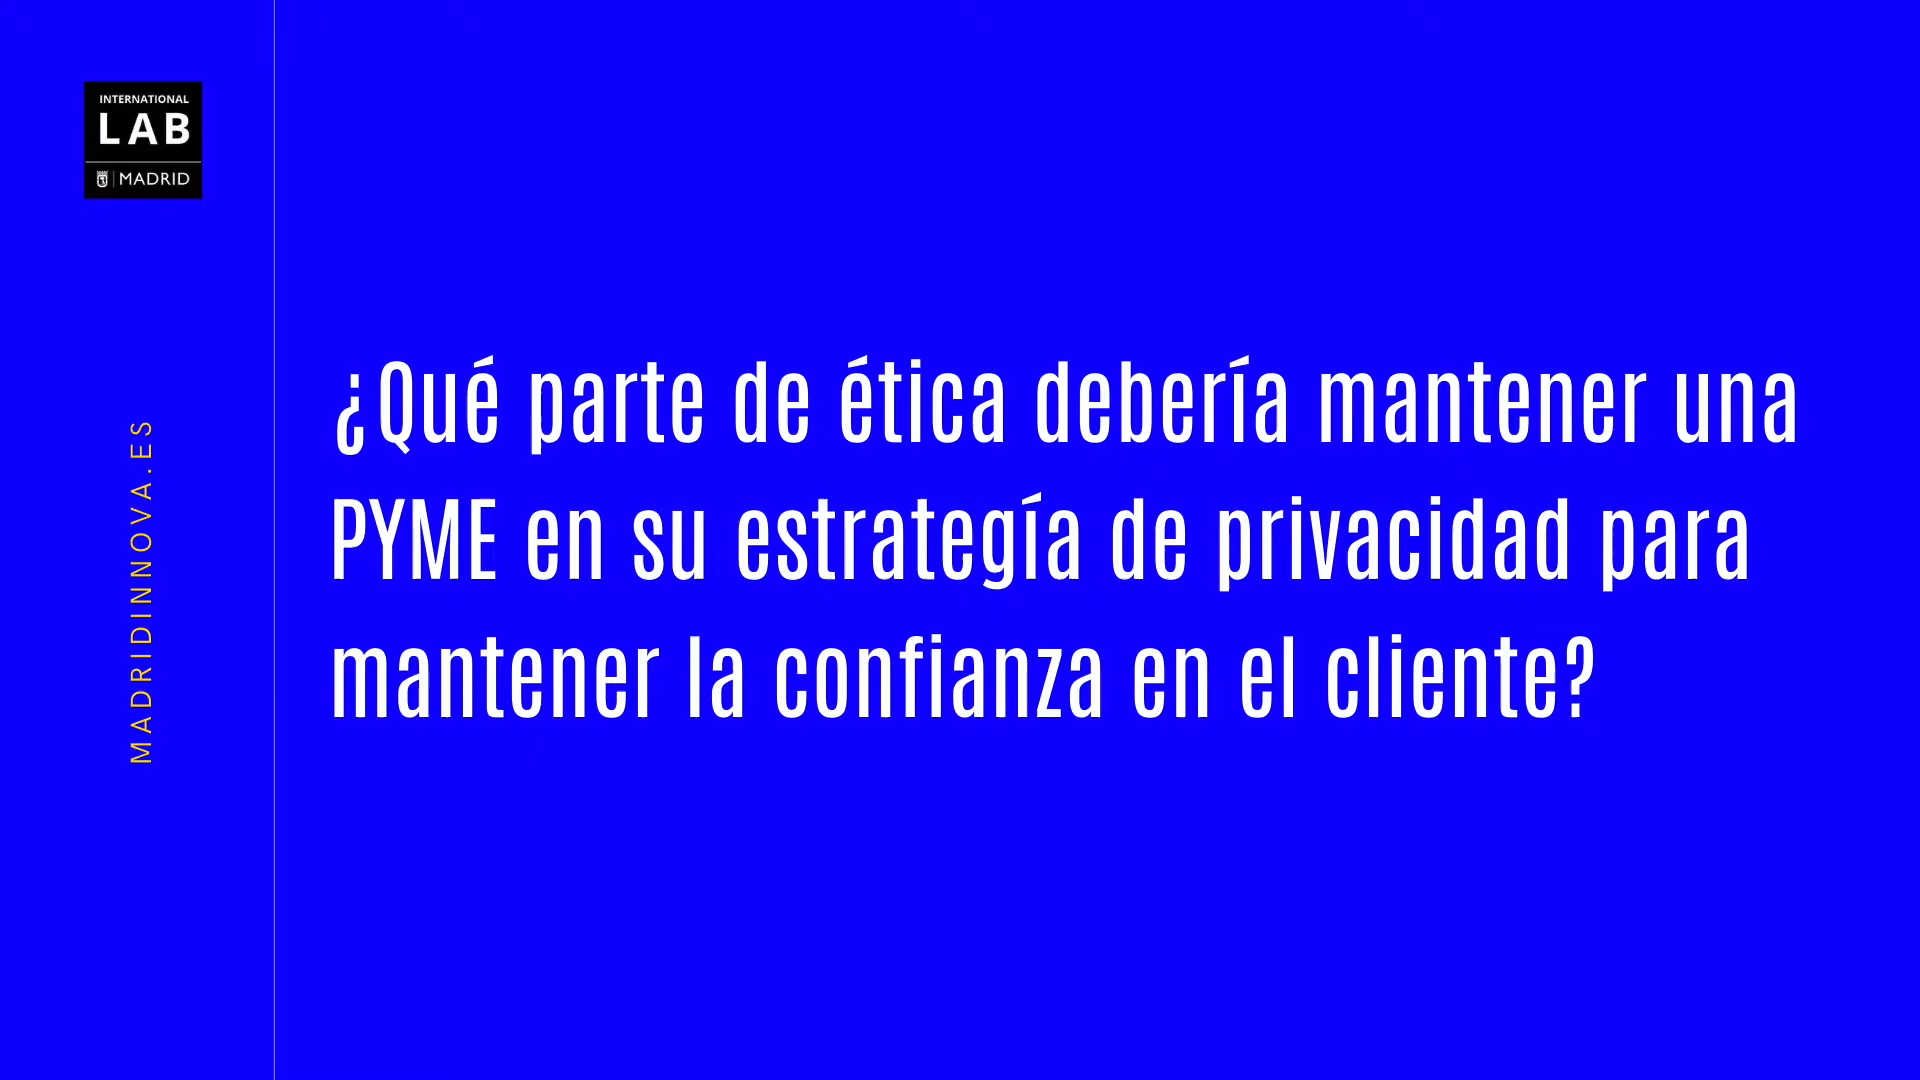 INTERNATIONAL
LAB
MADRID
MADRIDINNOVA.ES
¿Qué parte de ética debería mantener una
PYME en su estrategía de privacidad para
mantener la confianza en el cliente?